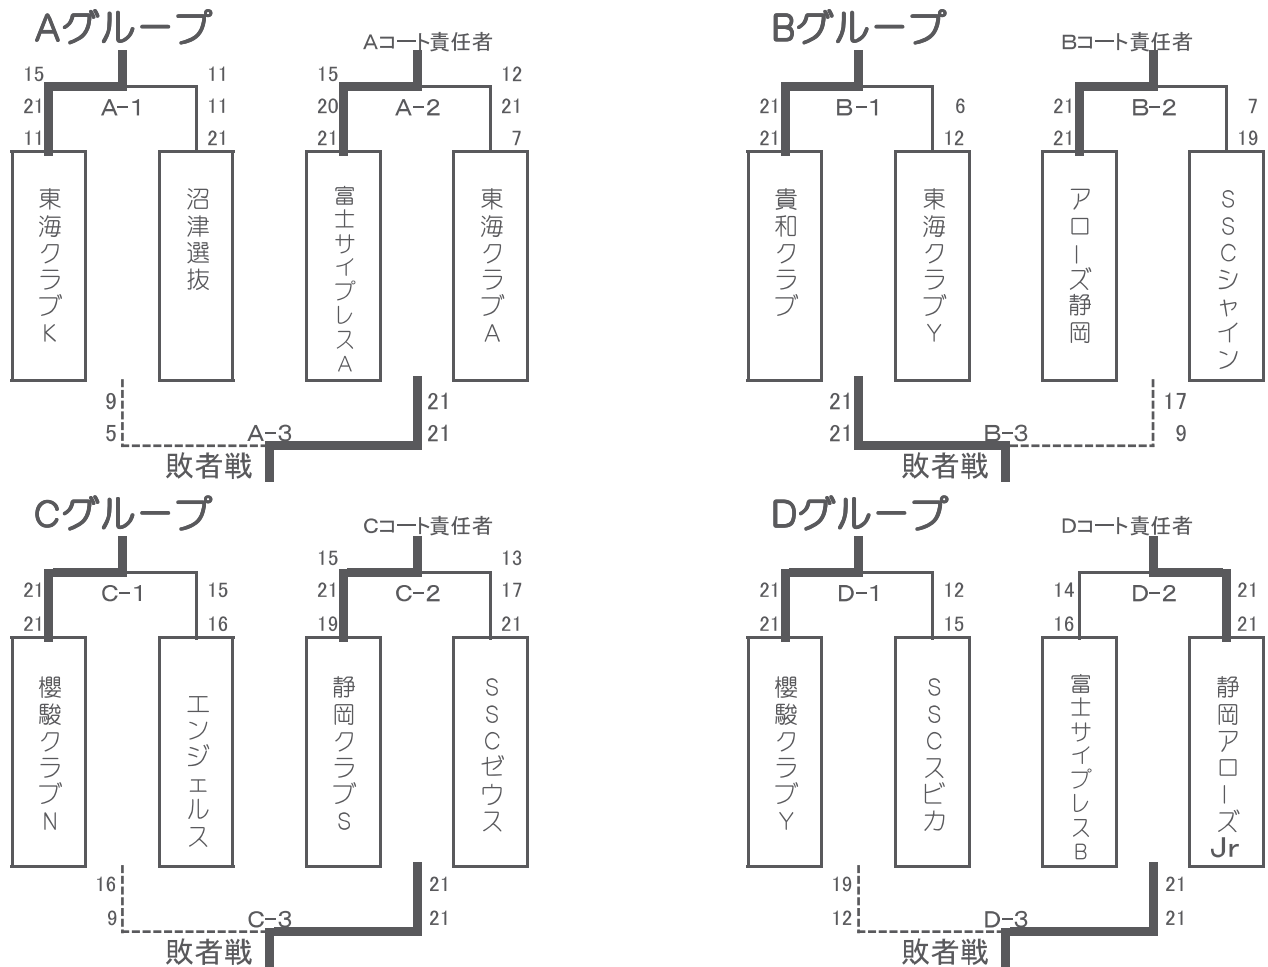 Aグループ
Aコート責任者
15 11 15 12
A-1 A-2
21 11 20 21
11 21 21 7
東海クラブK
沼津選抜
富士サイプレスA
東海クラブA
9 21
5 A-3 21
敗者戦
Bグループ
Bコート責任者
21 B-1 6 21 B-2 7
21 12 21 19
貴和クラブ
東海クラブY
アローズ静岡
SSCシャイン
21 17
21 B-3 9
敗者戦
Cグループ
Cコート責任者
15 13
21 C-1 15 21 C-2 17
21 16 19 21
櫻駿クラブN
エンジェルス
静岡クラブS
SSCゼウス
16 21
9 C-3 21
敗者戦
Dグループ
Dコート責任者
21 D-1 12 14 D-2 21
21 15 16 21
櫻駿クラブY
SSCスピカ
富士サイプレスB
静岡アローズJr
19 21
12 D-3 21
敗者戦